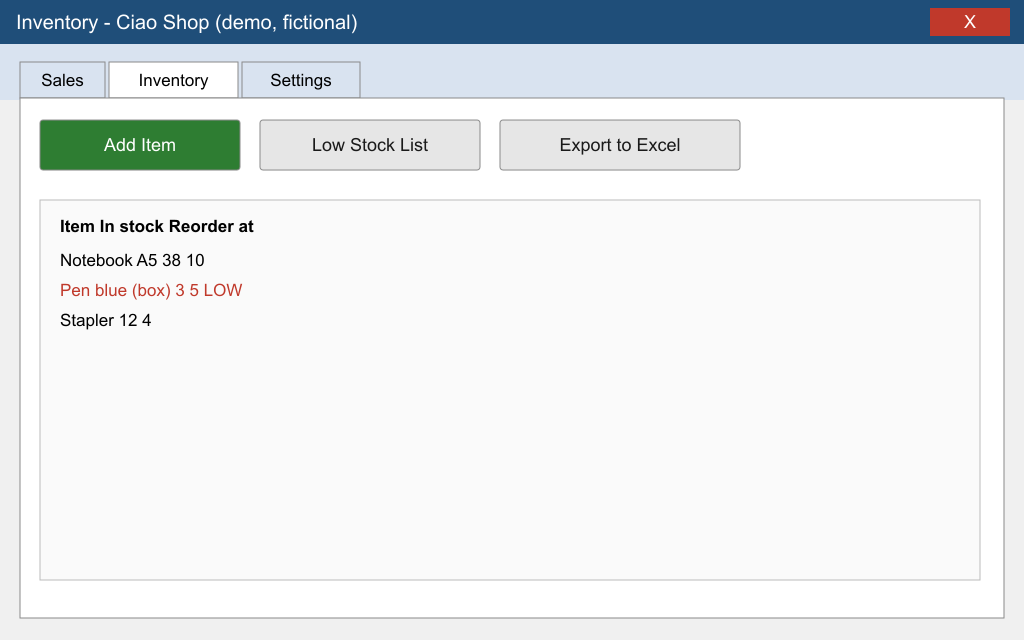 Inventory - Ciao Shop (demo, fictional)
X
Sales
Inventory
Settings
Add Item
Low Stock List
Export to Excel
Item In stock Reorder at
Notebook A5 38 10
Pen blue (box) 3 5 LOW
Stapler 12 4